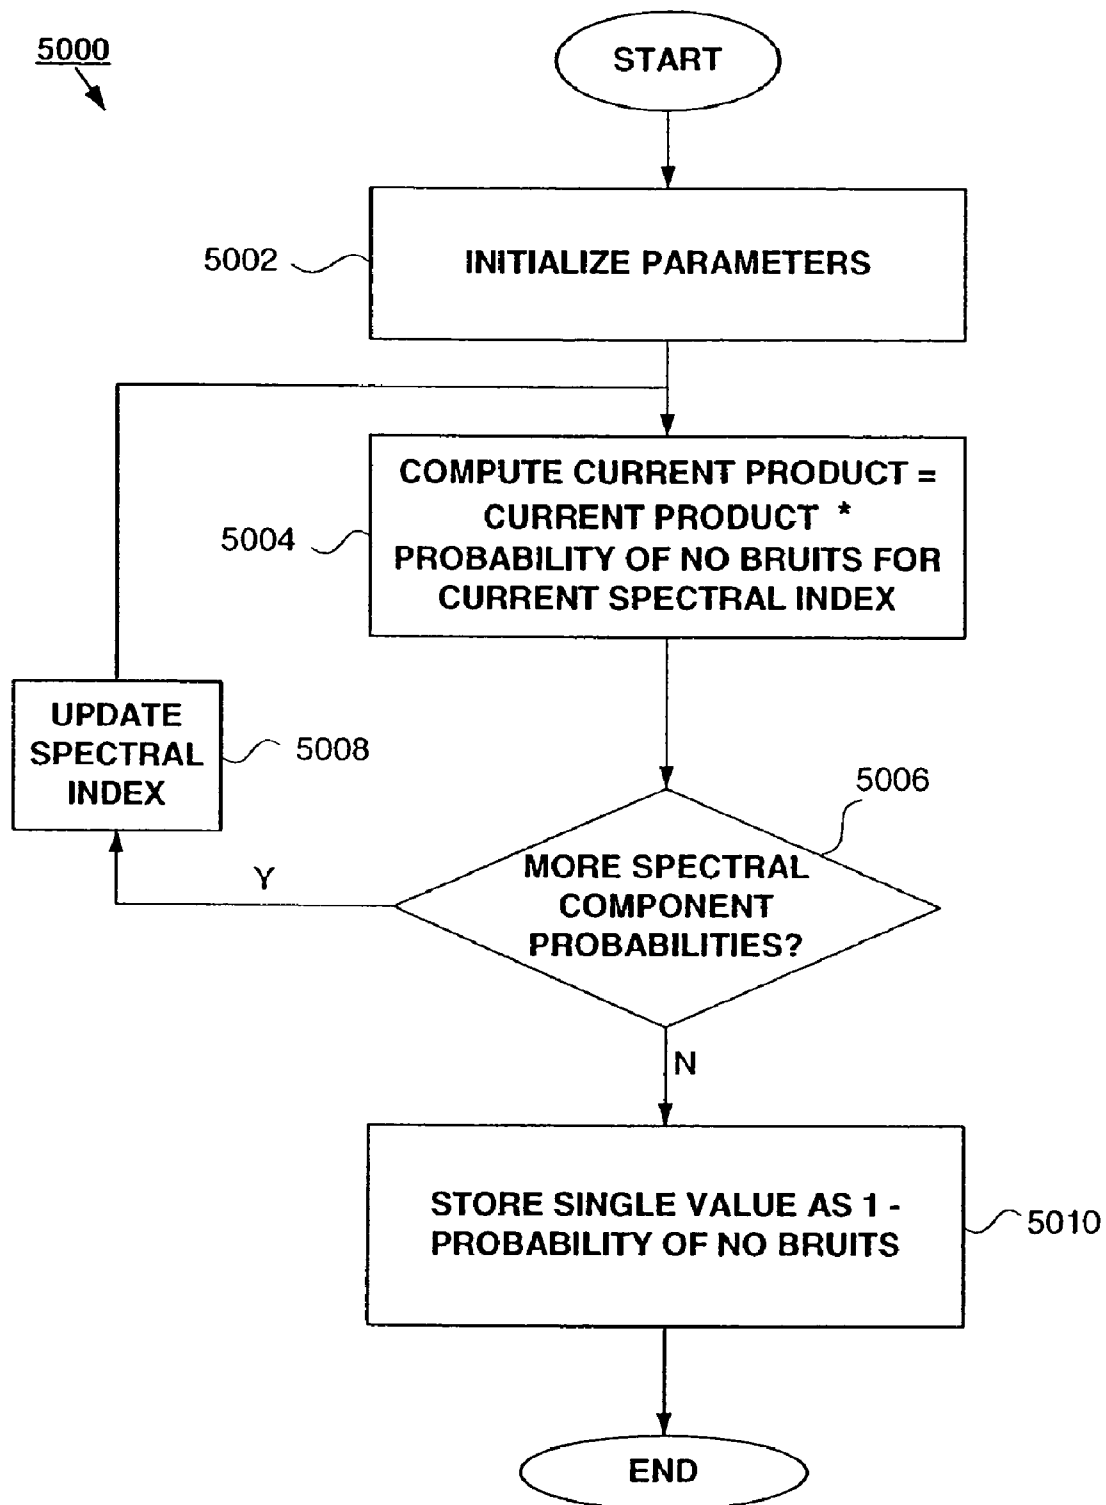 5000
START
5002
INITIALIZE PARAMETERS
COMPUTE CURRENT PRODUCT =
CURRENT PRODUCT *
PROBABILITY OF NO BRUITS FOR
CURRENT SPECTRAL INDEX
5004
UPDATE
SPECTRAL
INDEX
5008
5006
MORE SPECTRAL
COMPONENT
PROBABILITIES?
Y
N
STORE SINGLE VALUE AS 1 -
PROBABILITY OF NO BRUITS
5010
END